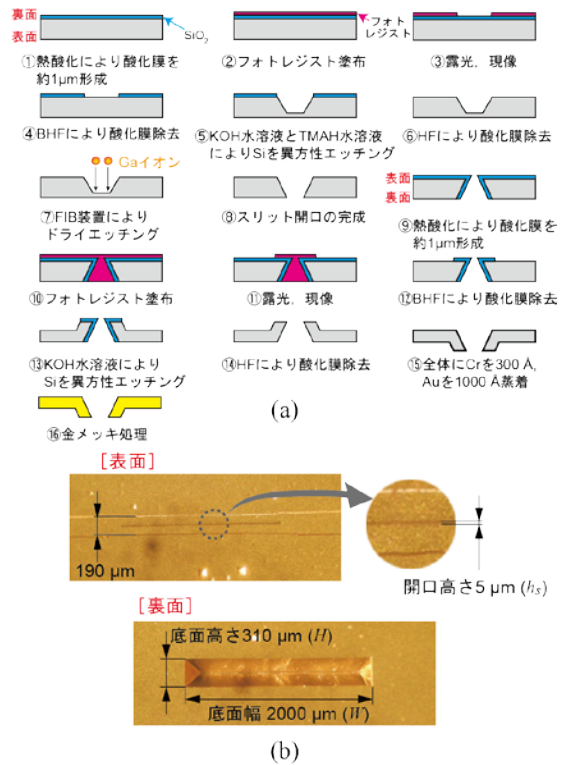 裏面
表面
SiO₂
①熱酸化により酸化膜を
約1μm形成
フォト
レジスト
②フォトレジスト塗布
③露光，現像
④BHFにより酸化膜除去
⑤KOH水溶液とTMAH水溶液
によりSiを異方性エッチング
⑥HFにより酸化膜除去
Gaイオン
⑦FIB装置により
ドライエッチング
⑧スリット開口の完成
表面
裏面
⑨熱酸化により酸化膜を
約1μm形成
⑩フォトレジスト塗布
⑪露光，現像
⑫BHFにより酸化膜除去
⑬KOH水溶液により
Siを異方性エッチング
⑭HFにより酸化膜除去
⑮全体にCrを300 Å,
Auを1000 Å蒸着
⑯金メッキ処理
(a)
[表面]
190 μm
開口高さ5 μm (hs)
[裏面]
底面高さ310 μm (H)
底面幅 2000 μm (W)
(b)